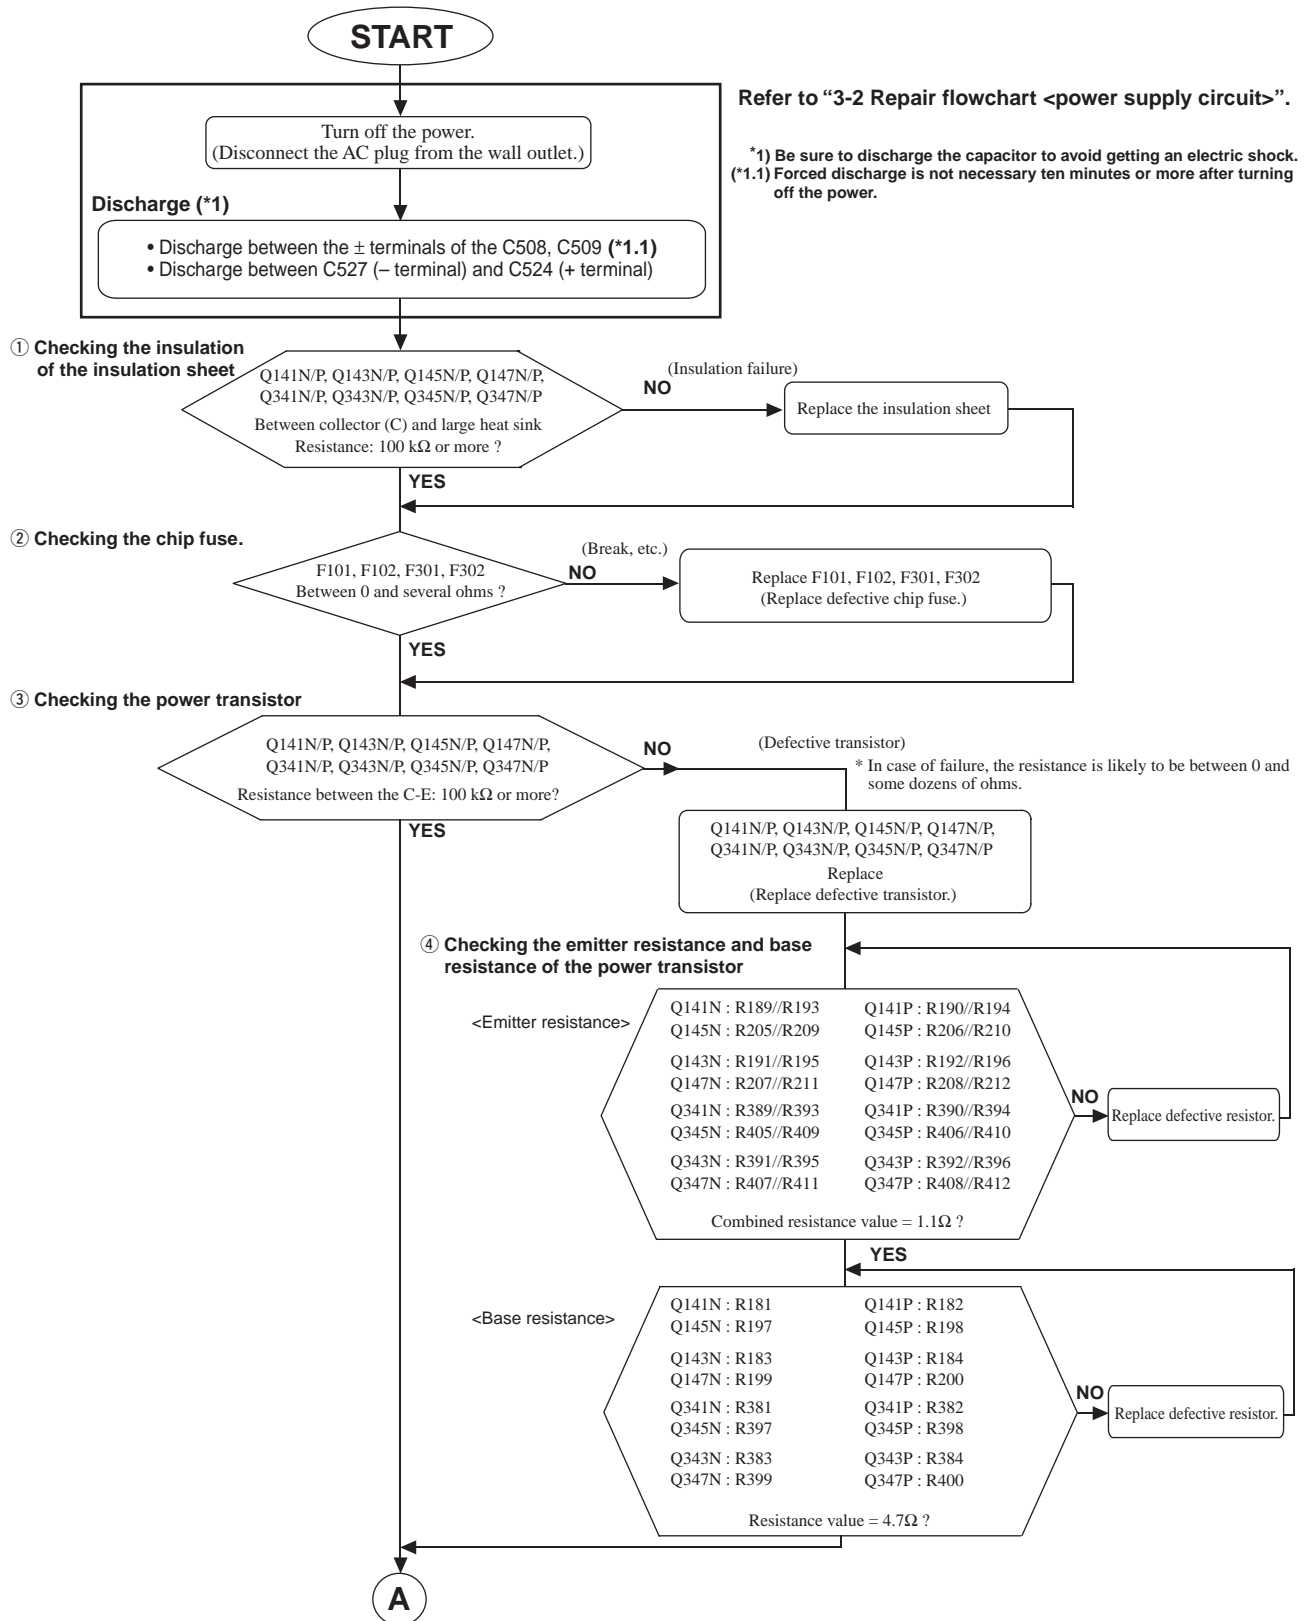 START
Refer to “3-2 Repair flowchart <power supply circuit>”.
Turn off the power.
(Disconnect the AC plug from the wall outlet.)
*1) Be sure to discharge the capacitor to avoid getting an electric shock.
(*1.1) Forced discharge is not necessary ten minutes or more after turning
off the power.
Discharge (*1)
• Discharge between the ± terminals of the C508, C509 (*1.1)
• Discharge between C527 (– terminal) and C524 (+ terminal)
① Checking the insulation
of the insulation sheet
Q141N/P, Q143N/P, Q145N/P, Q147N/P,
Q341N/P, Q343N/P, Q345N/P, Q347N/P
Between collector (C) and large heat sink
Resistance: 100 kΩ or more ?
(Insulation failure)
NO
Replace the insulation sheet
YES
② Checking the chip fuse.
F101, F102, F301, F302
Between 0 and several ohms ?
(Break, etc.)
NO
Replace F101, F102, F301, F302
(Replace defective chip fuse.)
YES
③ Checking the power transistor
Q141N/P, Q143N/P, Q145N/P, Q147N/P,
Q341N/P, Q343N/P, Q345N/P, Q347N/P
Resistance between the C-E: 100 kΩ or more?
NO
(Defective transistor)
* In case of failure, the resistance is likely to be between 0 and
some dozens of ohms.
YES
Q141N/P, Q143N/P, Q145N/P, Q147N/P,
Q341N/P, Q343N/P, Q345N/P, Q347N/P
Replace
(Replace defective transistor.)
④ Checking the emitter resistance and base
resistance of the power transistor
<Emitter resistance>
Q141N : R189//R193 Q141P : R190//R194
Q145N : R205//R209 Q145P : R206//R210
Q143N : R191//R195 Q143P : R192//R196
Q147N : R207//R211 Q147P : R208//R212
Q341N : R389//R393 Q341P : R390//R394
Q345N : R405//R409 Q345P : R406//R410
Q343N : R391//R395 Q343P : R392//R396
Q347N : R407//R411 Q347P : R408//R412
Combined resistance value = 1.1Ω ?
NO
Replace defective resistor.
YES
<Base resistance>
Q141N : R181 Q141P : R182
Q145N : R197 Q145P : R198
Q143N : R183 Q143P : R184
Q147N : R199 Q147P : R200
Q341N : R381 Q341P : R382
Q345N : R397 Q345P : R398
Q343N : R383 Q343P : R384
Q347N : R399 Q347P : R400
Resistance value = 4.7Ω ?
NO
Replace defective resistor.
A